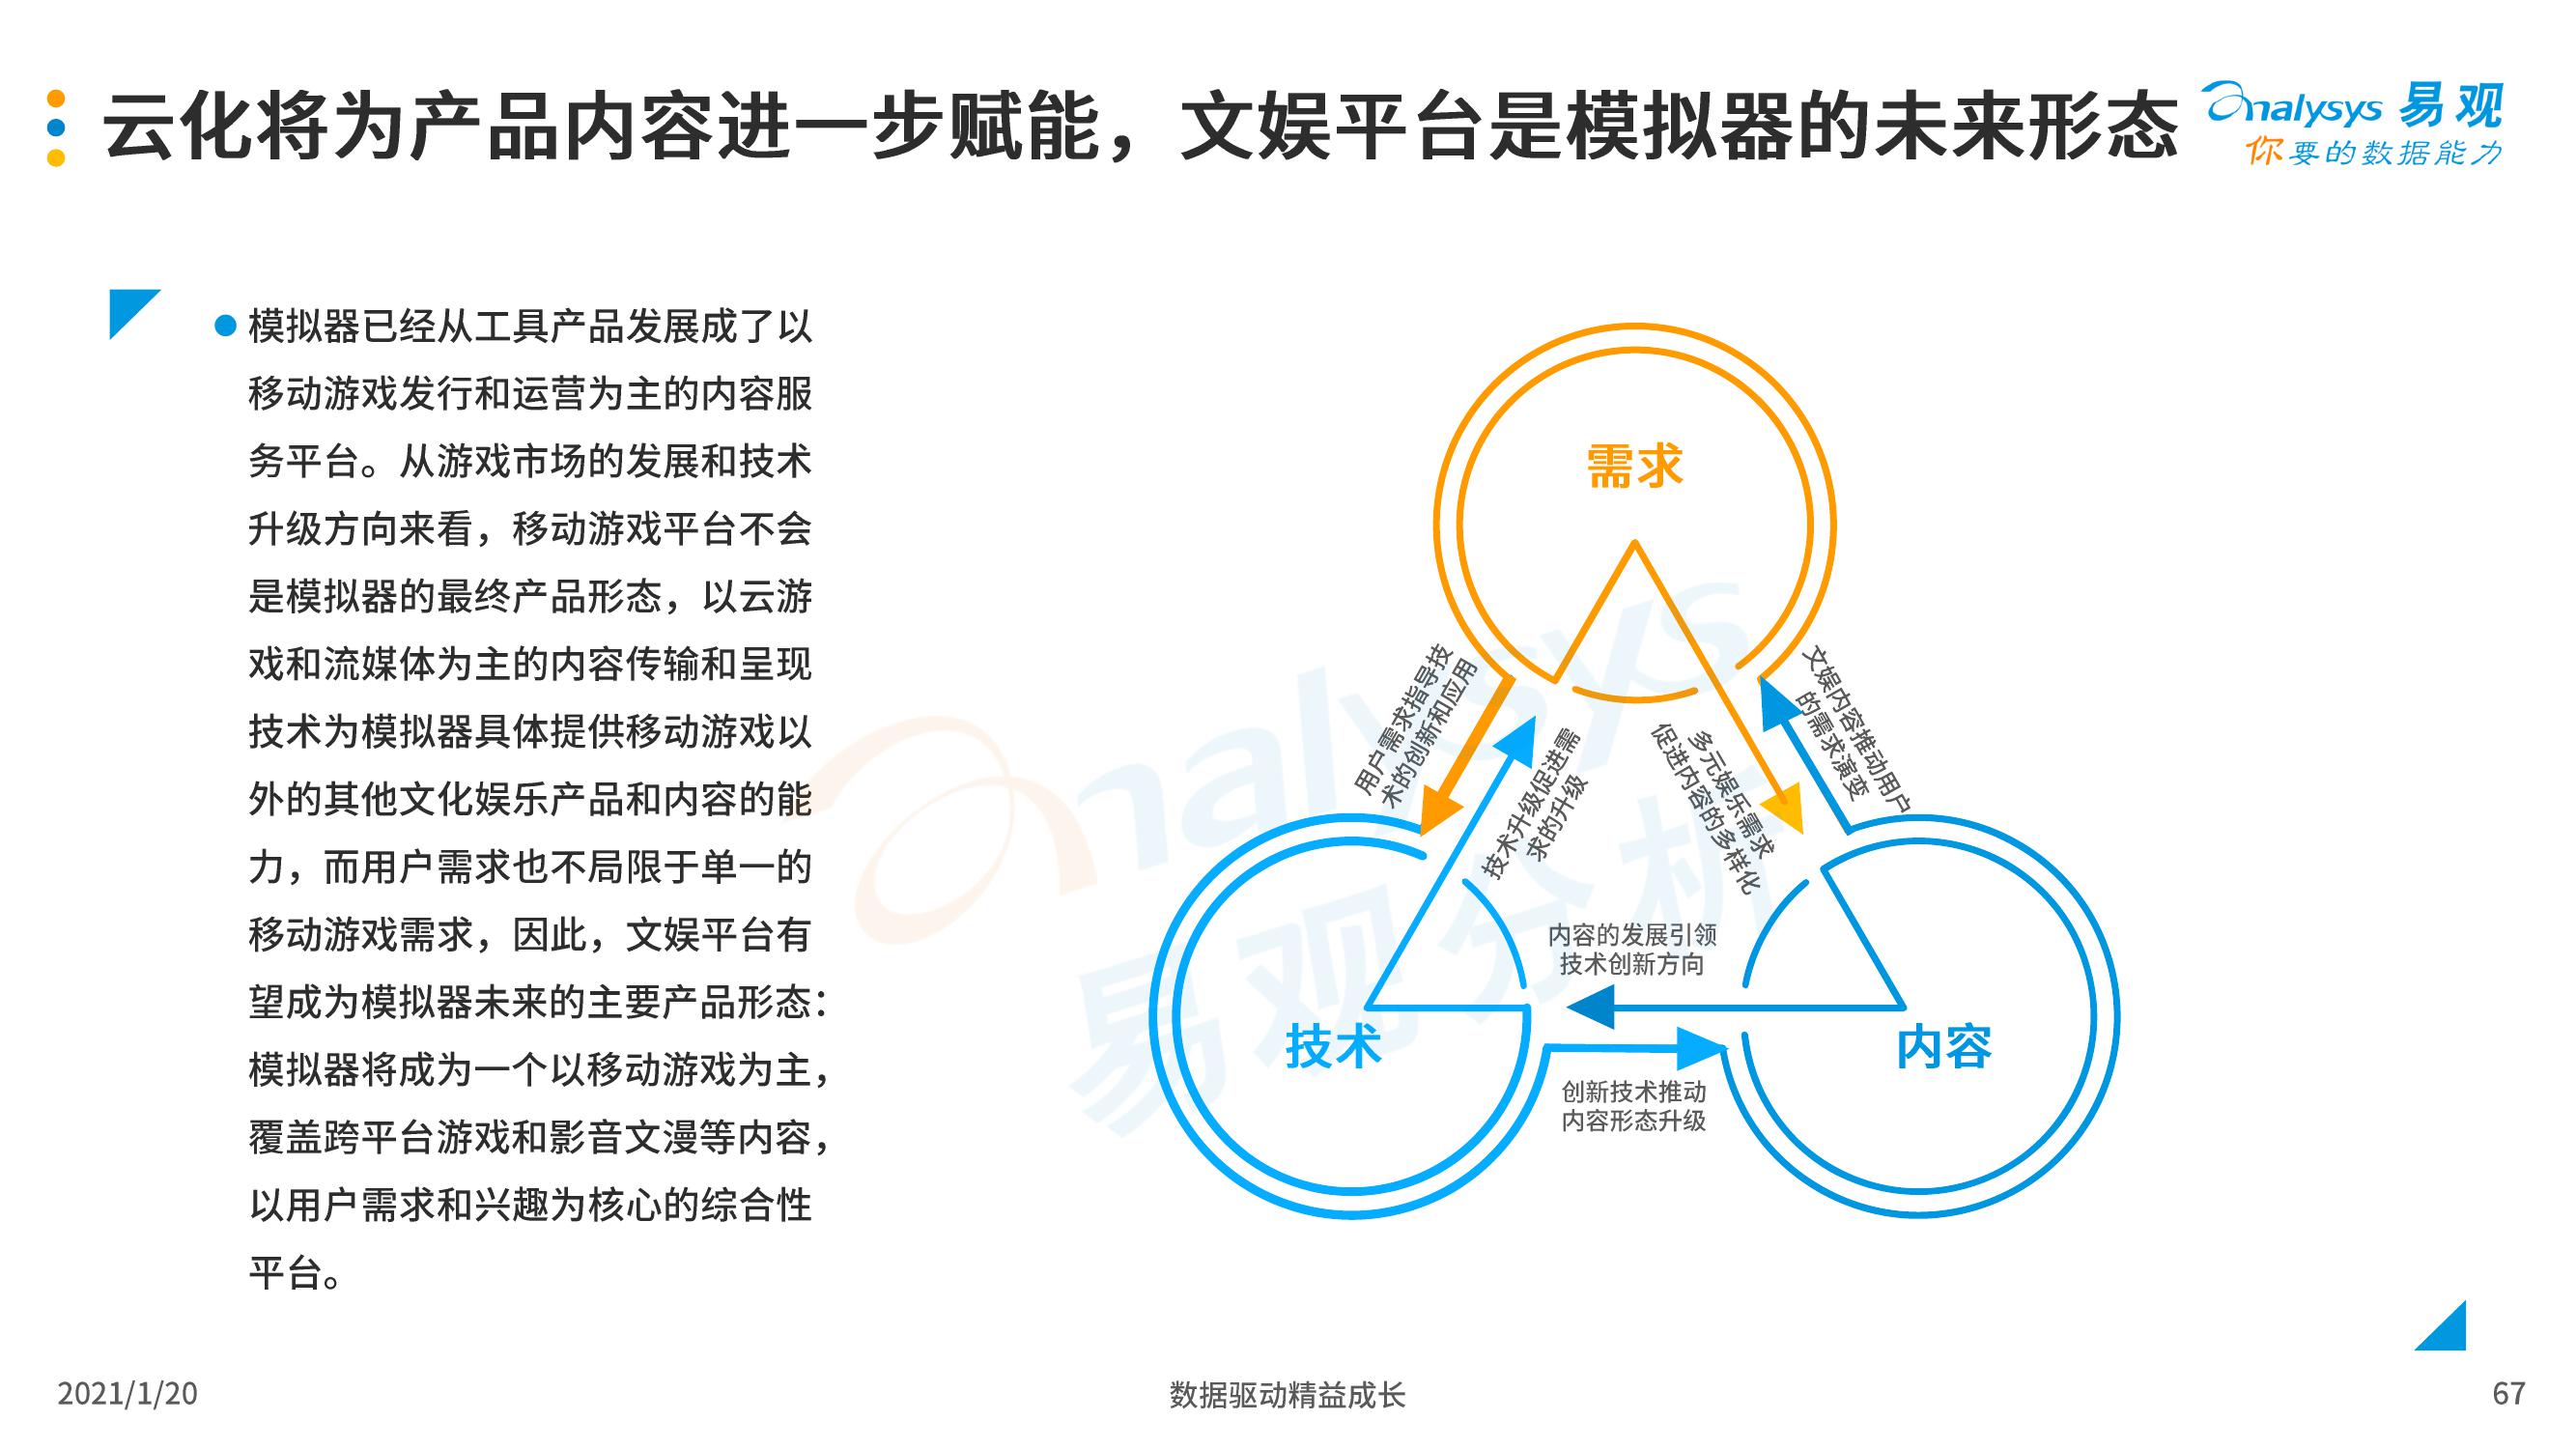 云化将为产品内容进一步赋能，文娱平台是模拟器的未来形态
analysys 易观
你要的数据能力
模拟器已经从工具产品发展成了以
移动游戏发行和运营为主的内容服
务平台。从游戏市场的发展和技术
升级方向来看，移动游戏平台不会
是模拟器的最终产品形态，以云游
戏和流媒体为主的内容传输和呈现
技术为模拟器具体提供移动游戏以
外的其他文化娱乐产品和内容的能
力，而用户需求也不局限于单一的
移动游戏需求，因此，文娱平台有
望成为模拟器未来的主要产品形态：
模拟器将成为一个以移动游戏为主，
覆盖跨平台游戏和影音文漫等内容，
以用户需求和兴趣为核心的综合性
平台。
需求
用户需求指导技
术的创新和应用
技术升级促进需
求的升级
多元娱乐需求
促进内容的多样化
文娱内容推动用户
的需求演变
内容的发展引领
技术创新方向
技术
内容
创新技术推动
内容形态升级
analysys
易观分析
2021/1/20
数据驱动精益成长
67